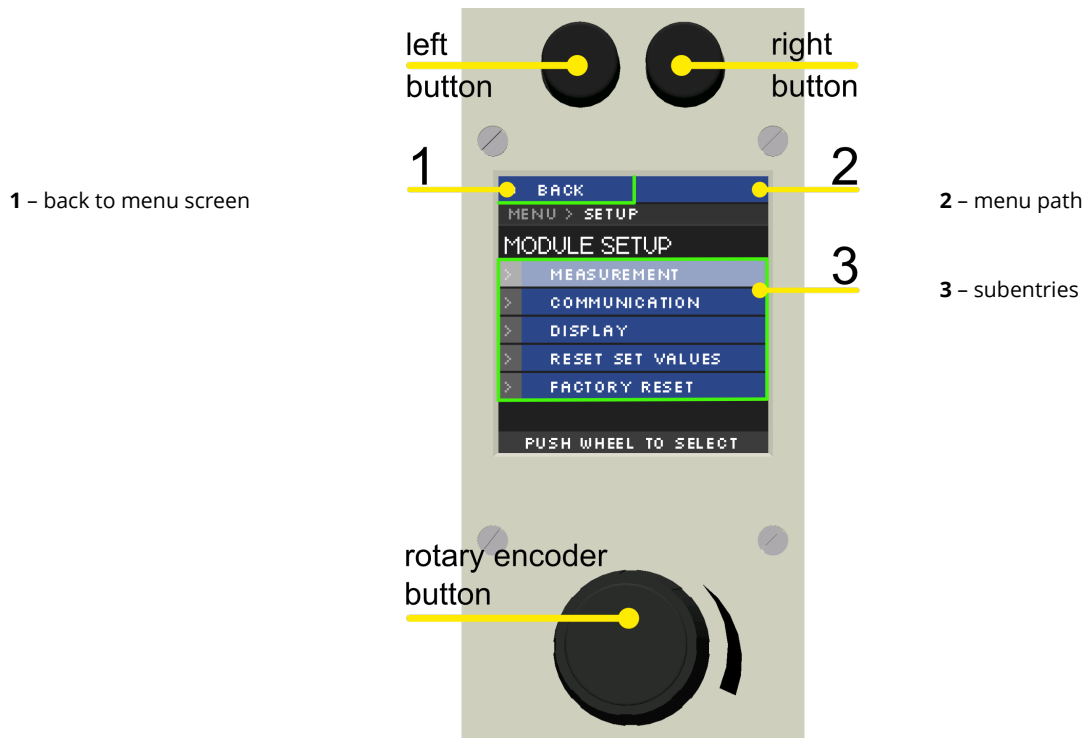 left
button
right
button
1
2
1 – back to menu screen
2 – menu path
BACK
MENU > SETUP
MODULE SETUP
3
> MEASUREMENT
3 – subentries
> COMMUNICATION
> DISPLAY
> RESET SET VALUES
> FACTORY RESET
PUSH WHEEL TO SELECT
rotary encoder
button